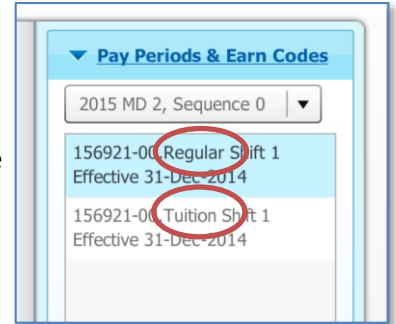 Pay Periods & Earn Codes
2015 MD 2, Sequence 0
156921-00, Regular Shift 1
Effective 31-Dec-2014
156921-00, Tuition Shift 1
Effective 31-Dec-2014
e